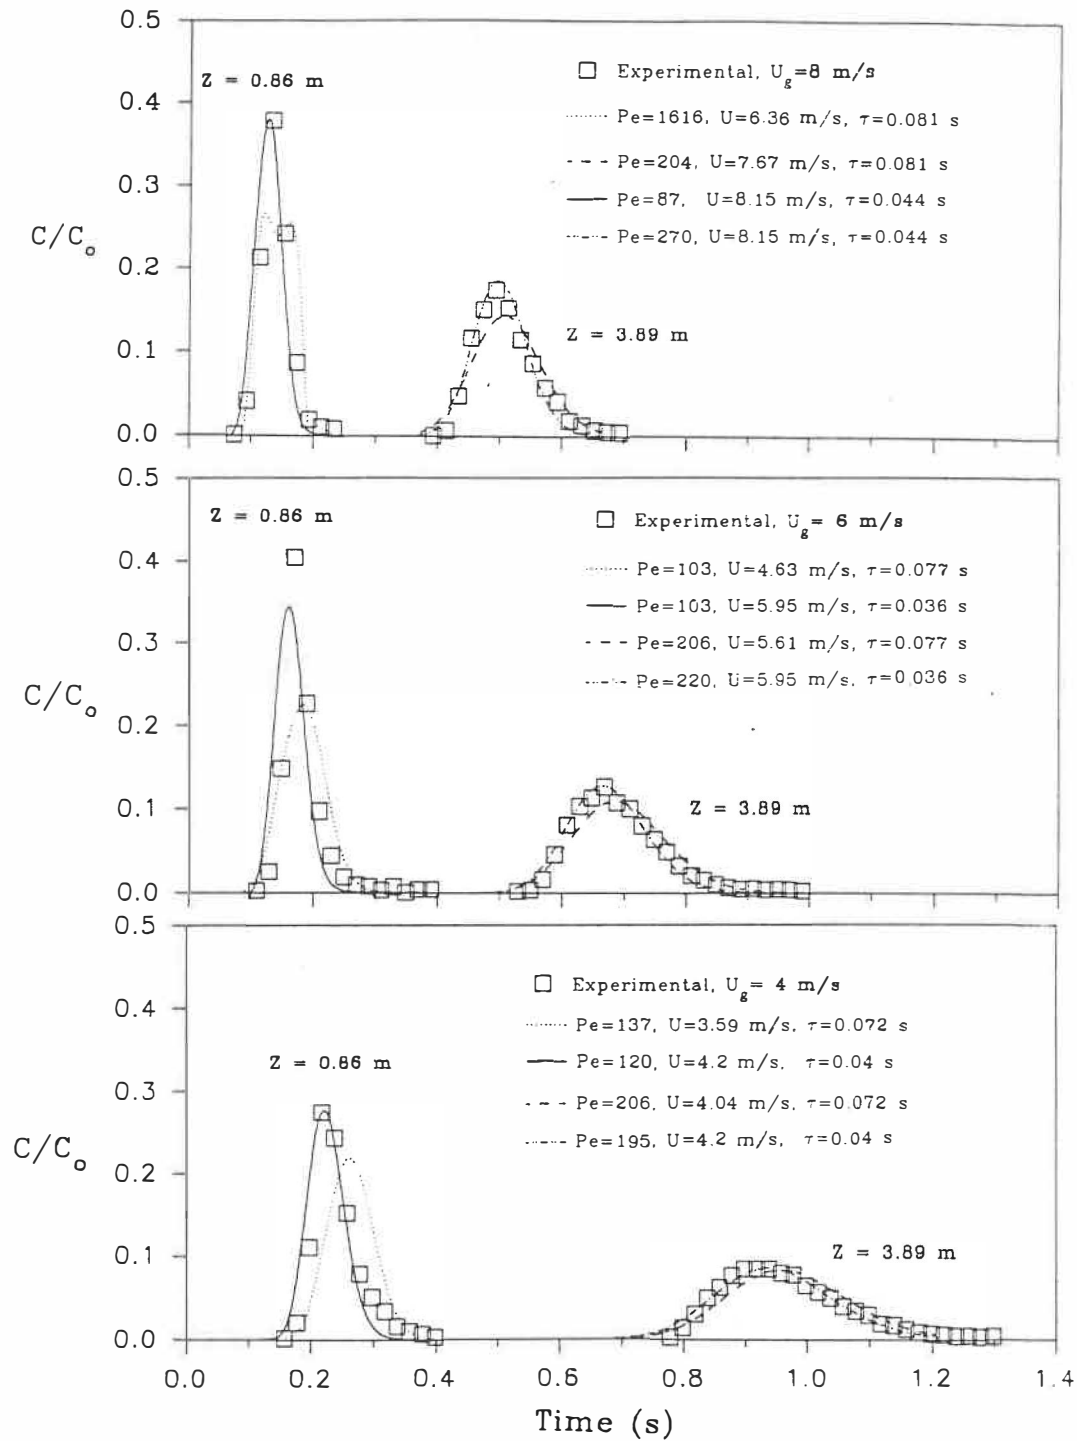 0.5
Z = 0.86 m
Experimental, Ug=8 m/s
0.4
Pe=1616, U=6.36 m/s, τ=0.081 s
Pe=204, U=7.67 m/s, τ=0.081 s
0.3
Pe=87, U=8.15 m/s, τ=0.044 s
C/Co
Pe=270, U=8.15 m/s, τ=0.044 s
0.2
Z = 3.89 m
0.1
0.0
0.5
Z = 0.86 m
Experimental, Ug= 6 m/s
0.4
Pe=103, U=4.63 m/s, τ=0.077 s
Pe=103, U=5.95 m/s, τ=0.036 s
0.3
Pe=206, U=5.61 m/s, τ=0.077 s
C/Co
Pe=220, U=5.95 m/s, τ=0.036 s
0.2
0.1
Z = 3.89 m
0.0
0.5
Experimental, Ug= 4 m/s
0.4
Pe=137, U=3.59 m/s, τ=0.072 s
Z = 0.86 m
Pe=120, U=4.2 m/s, τ=0.04 s
0.3
Pe=206, U=4.04 m/s, τ=0.072 s
C/Co
Pe=195, U=4.2 m/s, τ=0.04 s
0.2
0.1
Z = 3.89 m
0.0
0.0 0.2 0.4 0.6 0.8 1.0 1.2 1.4
Time (s)